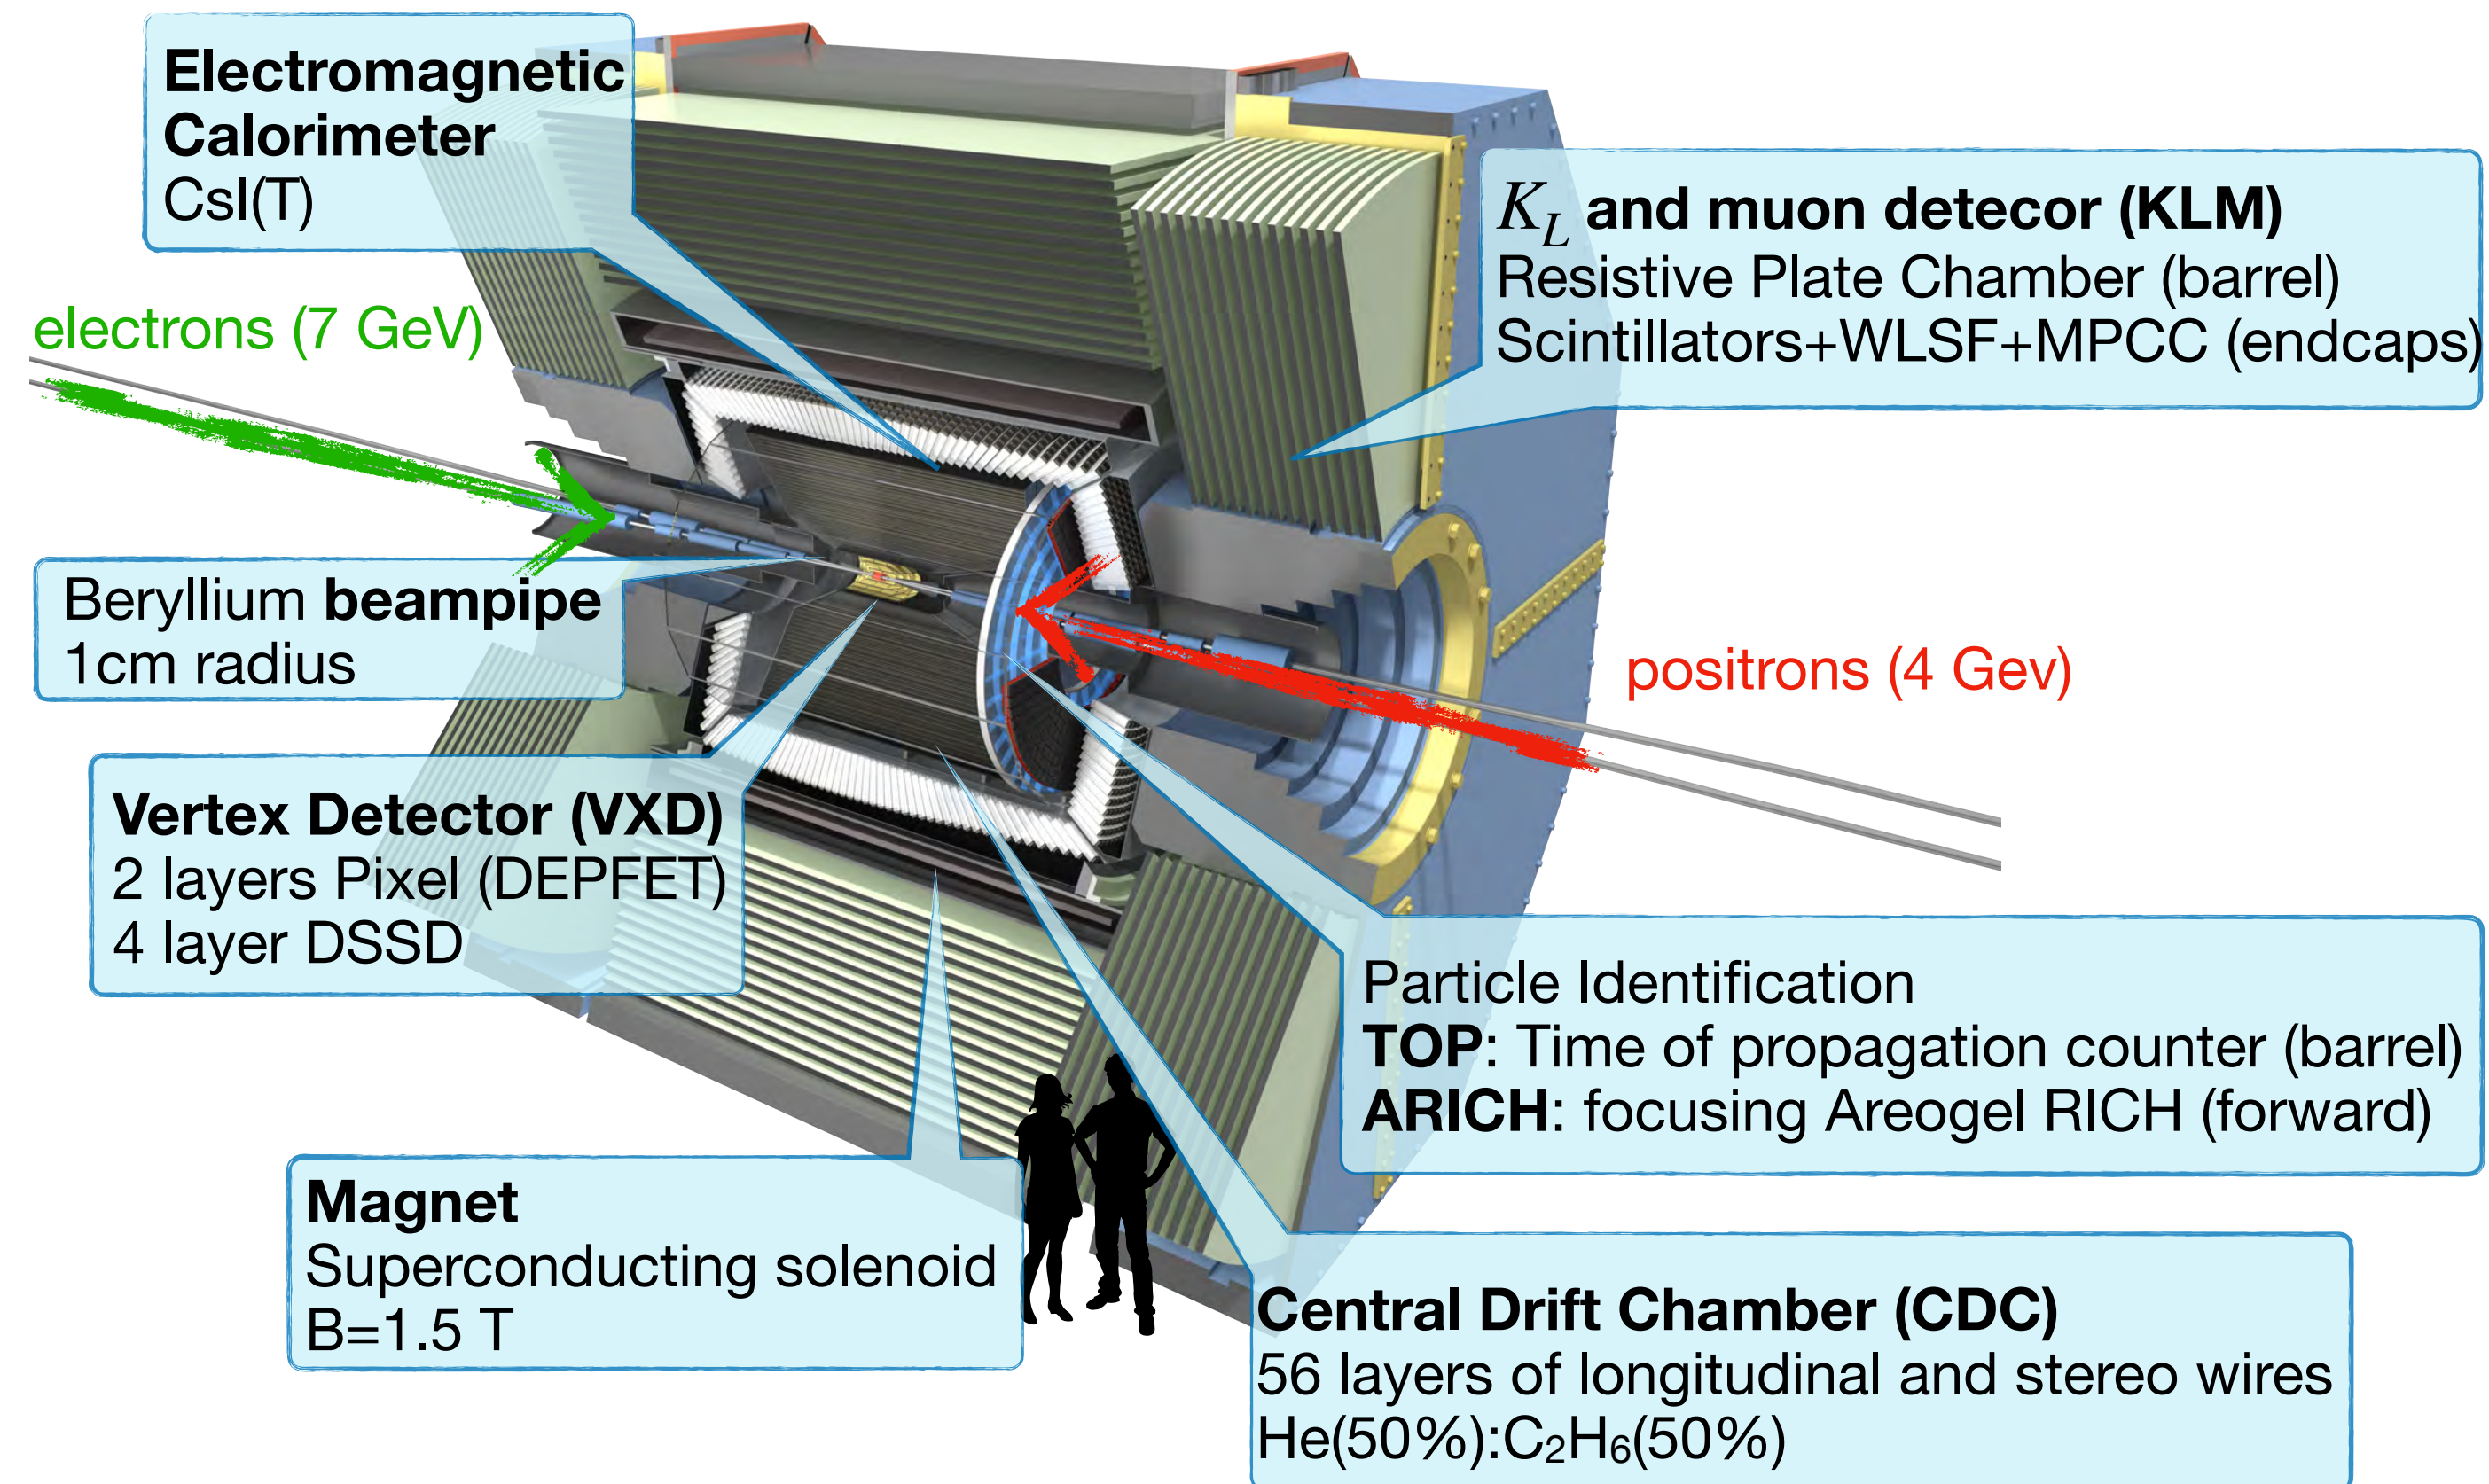 Electromagnetic
Calorimeter
CsI(T)
electrons (7 GeV)
K_L and muon detecor (KLM)
Resistive Plate Chamber (barrel)
Scintillators+WLSF+MPCC (endcaps)
Beryllium beampipe
1cm radius
positrons (4 Gev)
Vertex Detector (VXD)
2 layers Pixel (DEPFET)
4 layer DSSD
Particle Identification
TOP: Time of propagation counter (barrel)
ARICH: focusing Areogel RICH (forward)
Magnet
Superconducting solenoid
B=1.5 T
Central Drift Chamber (CDC)
56 layers of longitudinal and stereo wires
He(50%):C₂H₆(50%)